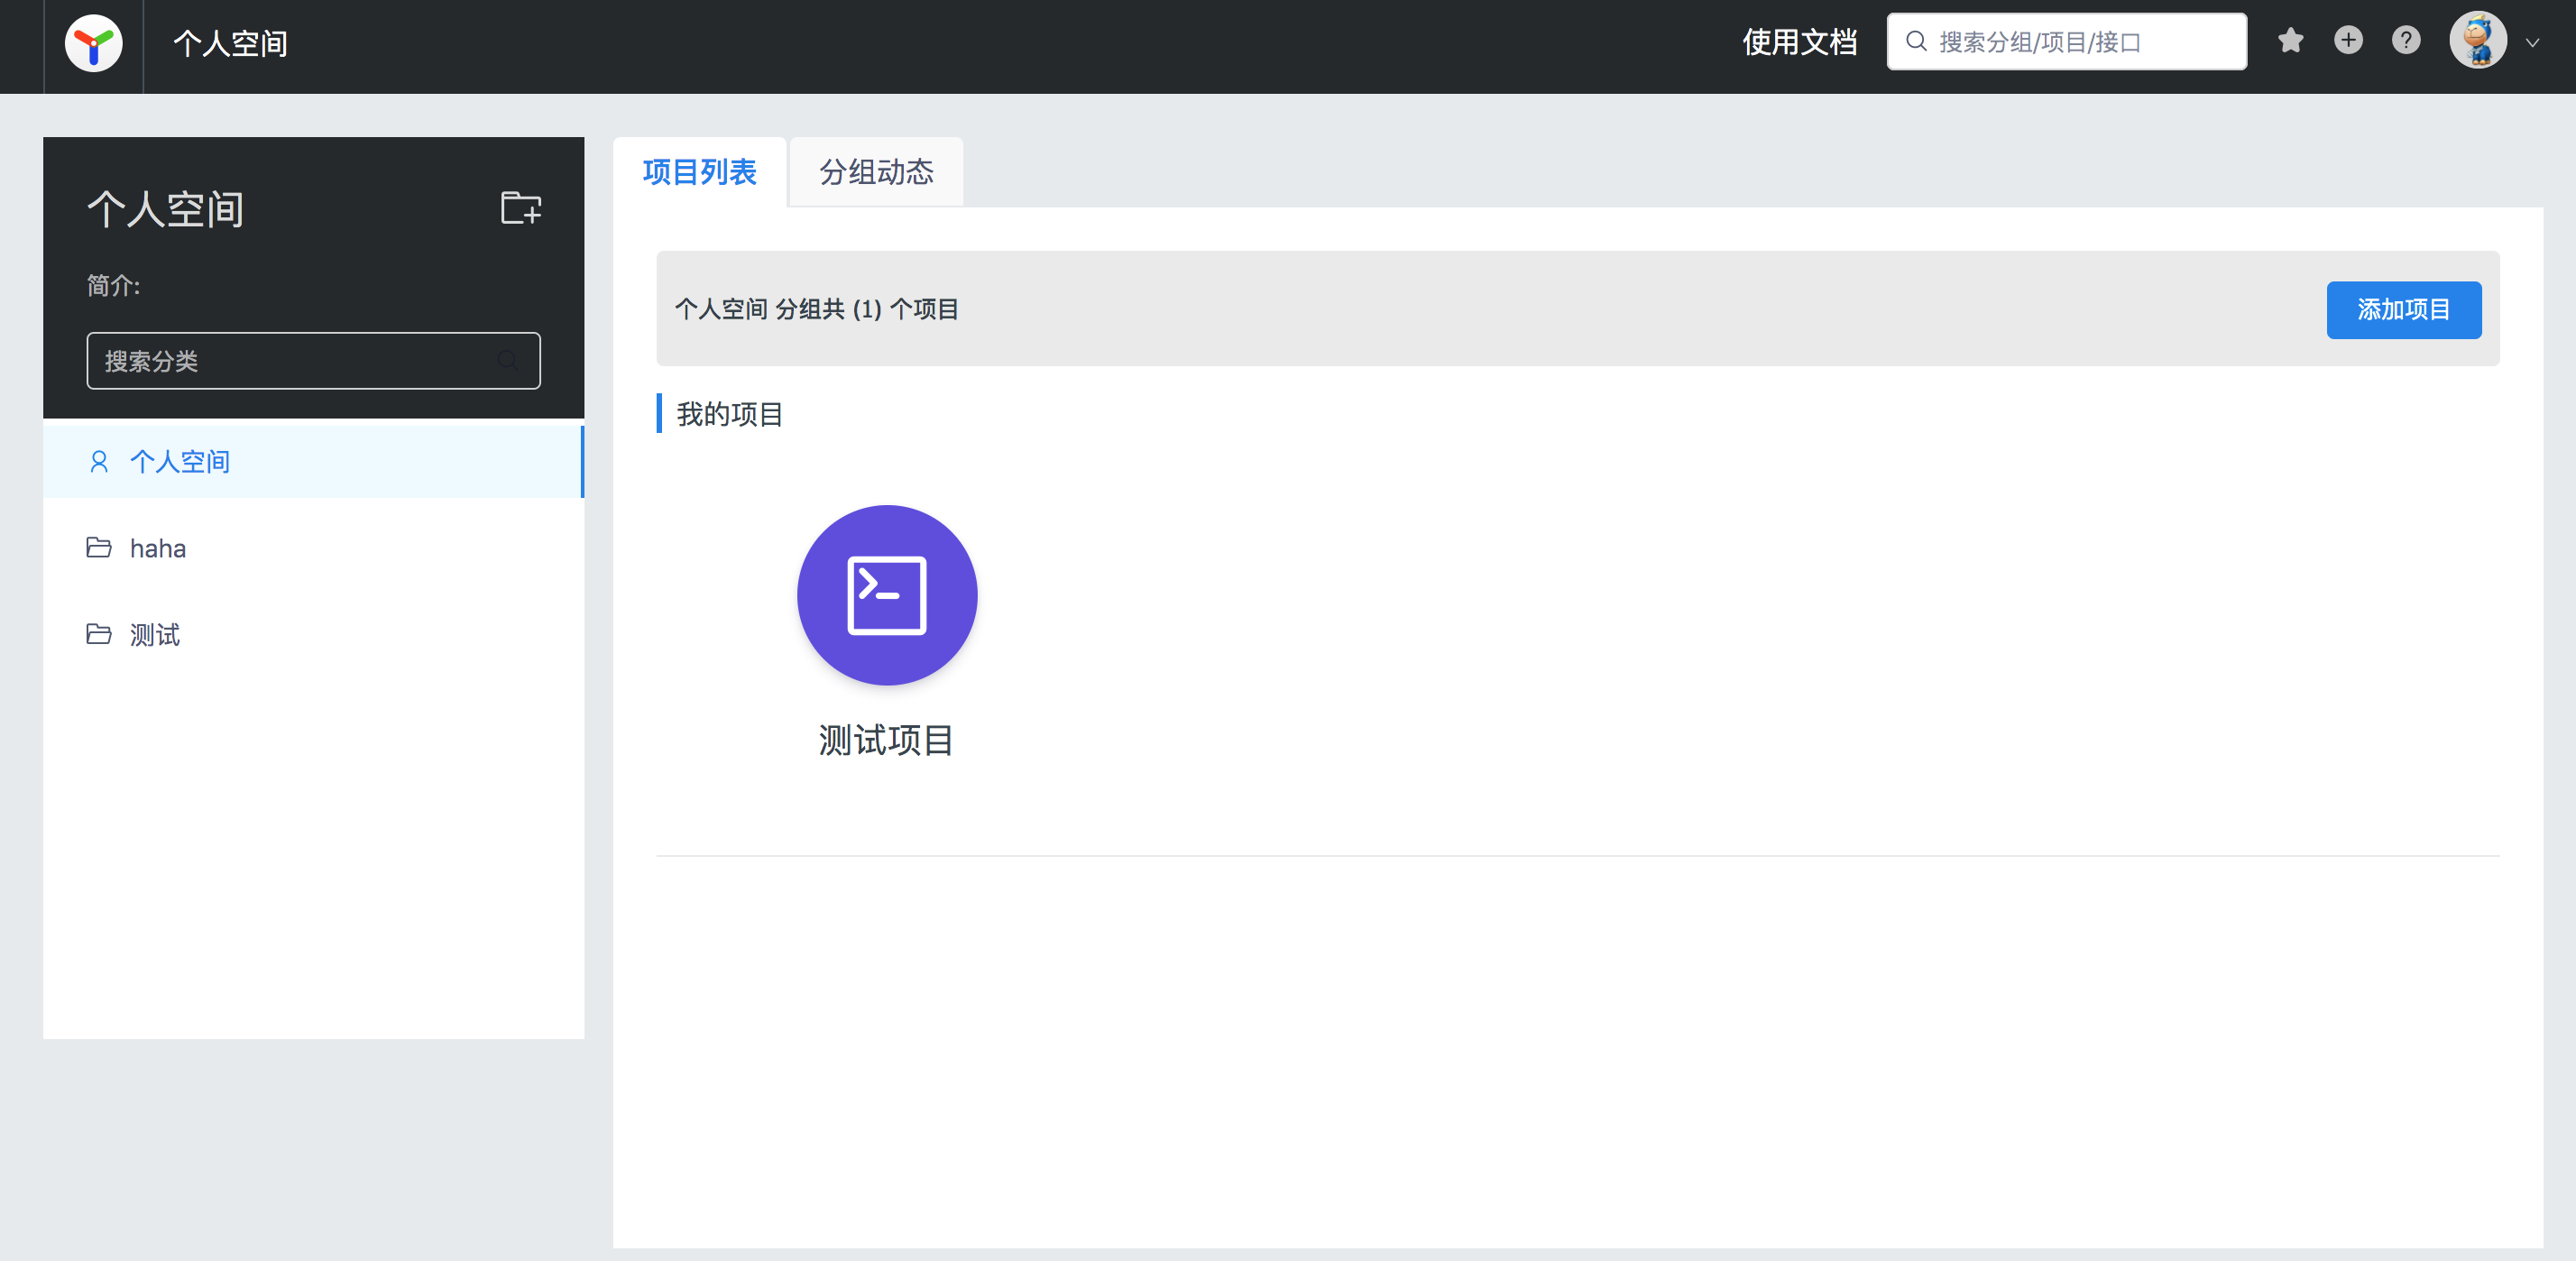 个人空间
使用文档
搜索分组/项目/接口
个人空间
简介:
搜索分类
个人空间
haha
测试
项目列表
分组动态
个人空间 分组共 (1) 个项目
添加项目
我的项目
测试项目